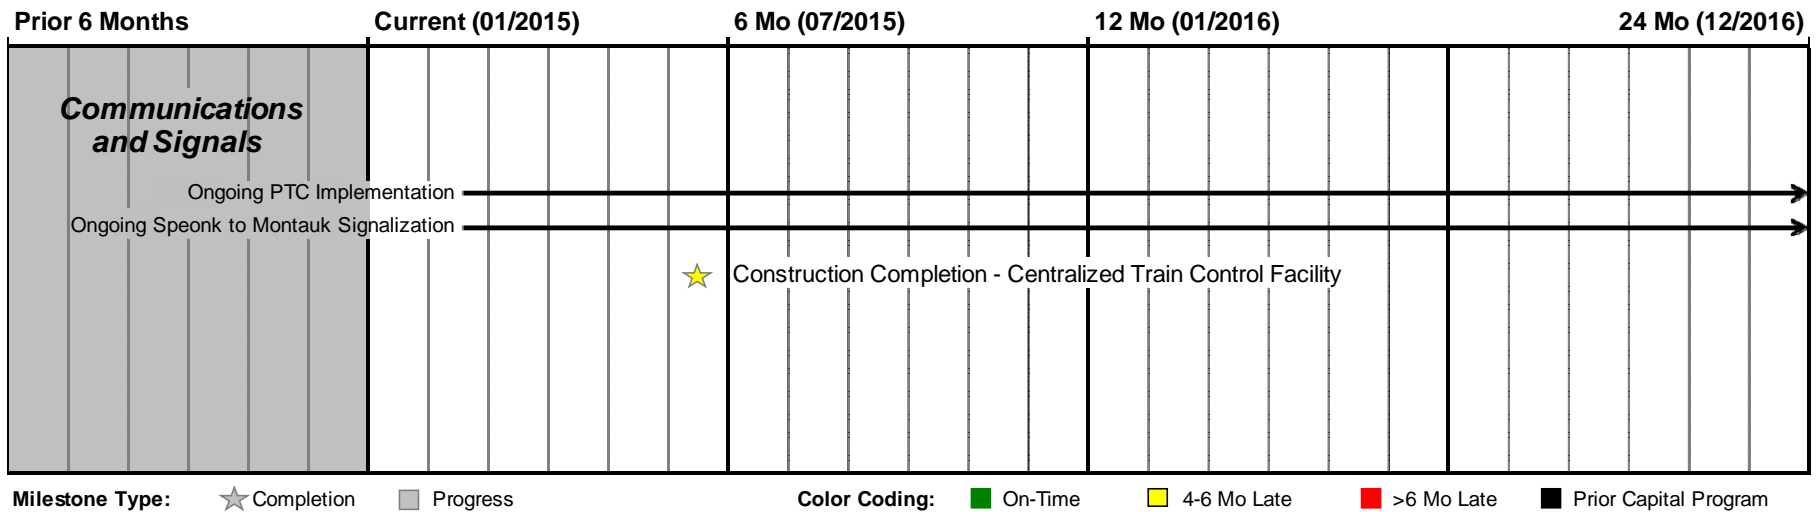 Prior 6 Months Current (01/2015) 6 Mo (07/2015) 12 Mo (01/2016) 24 Mo (12/2016)
Communications
and Signals
Ongoing PTC Implementation
Ongoing Speonk to Montauk Signalization
Construction Completion - Centralized Train Control Facility
Milestone Type: Completion Progress Color Coding: On-Time 4-6 Mo Late >6 Mo Late Prior Capital Program